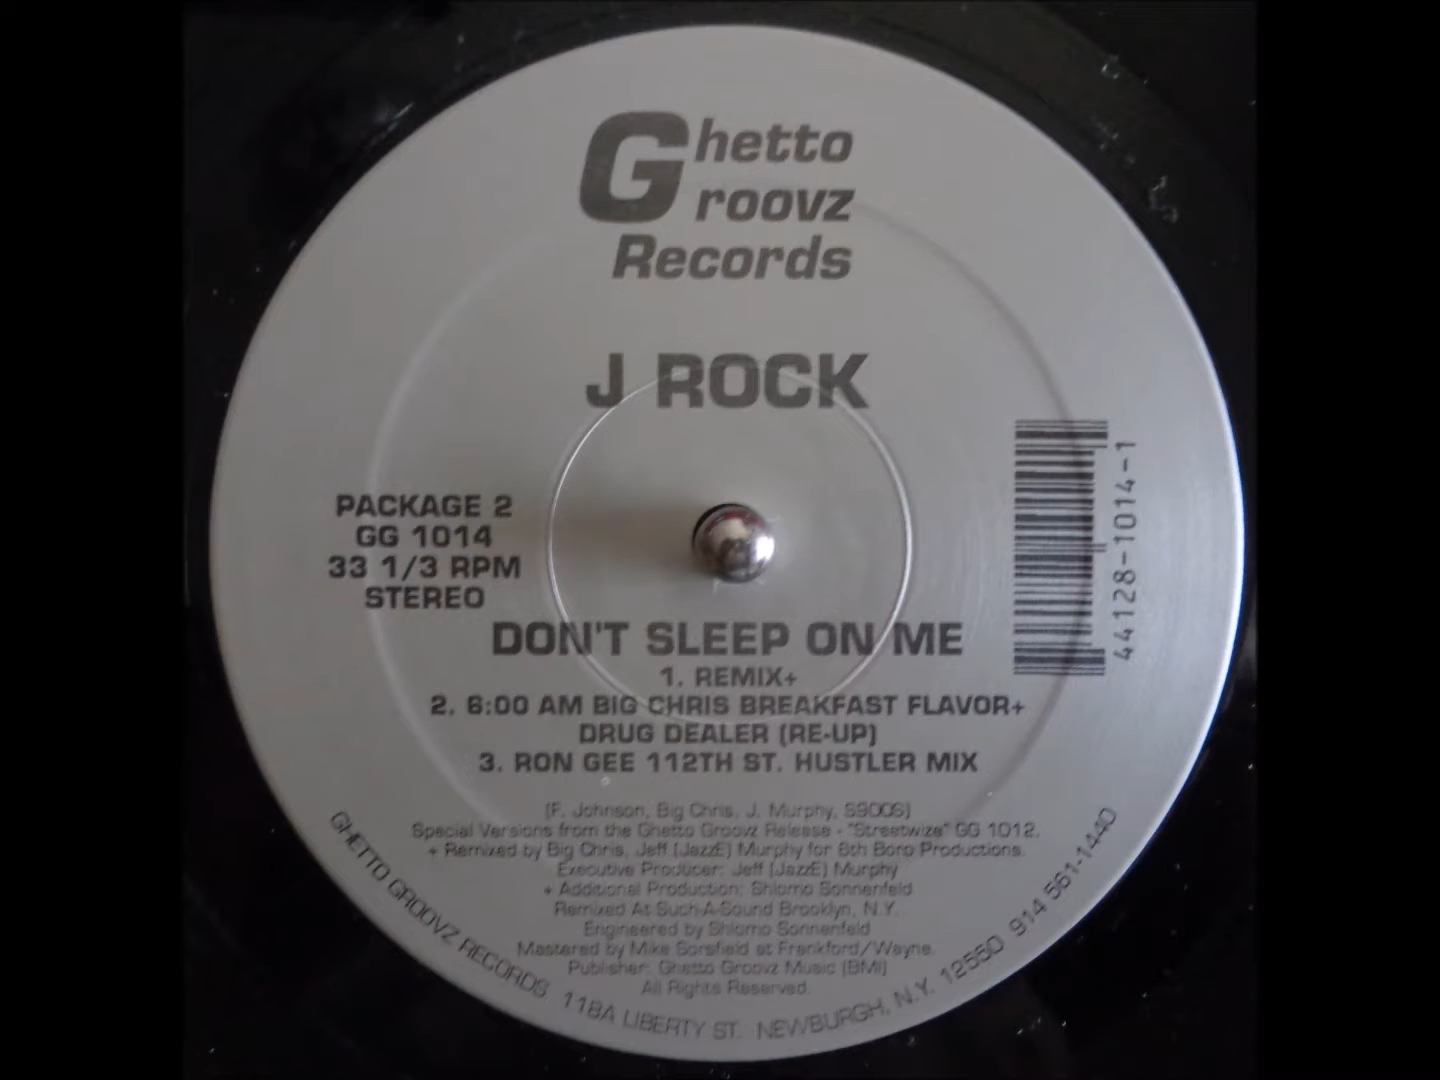 Ghetto
Groovz
Records
J ROCK
PACKAGE 2
GG 1014
33 1/3 RPM
STEREO
44128-1014-1
DON'T SLEEP ON ME
1. REMIX+
2. 6:00 AM BIG CHRIS BREAKFAST FLAVOR+
DRUG DEALER (RE-UP)
3. RON GEE 112TH ST. HUSTLER MIX
(F. Johnson, Big Chris, J. Murphy, S900S)
Special Versions from the Ghetto Groovz Release - "Streetwize" GG 1012.
+ Remixed by Big Chris, Jeff (JazzE) Murphy for 6th Boro Productions.
Executive Producer: Jeff (JazzE) Murphy
+ Additional Production: Shlomo Sonnenfeld
Remixed At Such-A-Sound Brooklyn, N.Y.
Engineered by Shlomo Sonnenfeld
Mastered by Mike Sarsfield at Frankford/Wayne.
Publisher: Ghetto Groovz Music (BMI)
All Rights Reserved.
GHETTO GROOVZ RECORDS 118A LIBERTY ST. NEWBURGH, N.Y. 12550 914 561-1440